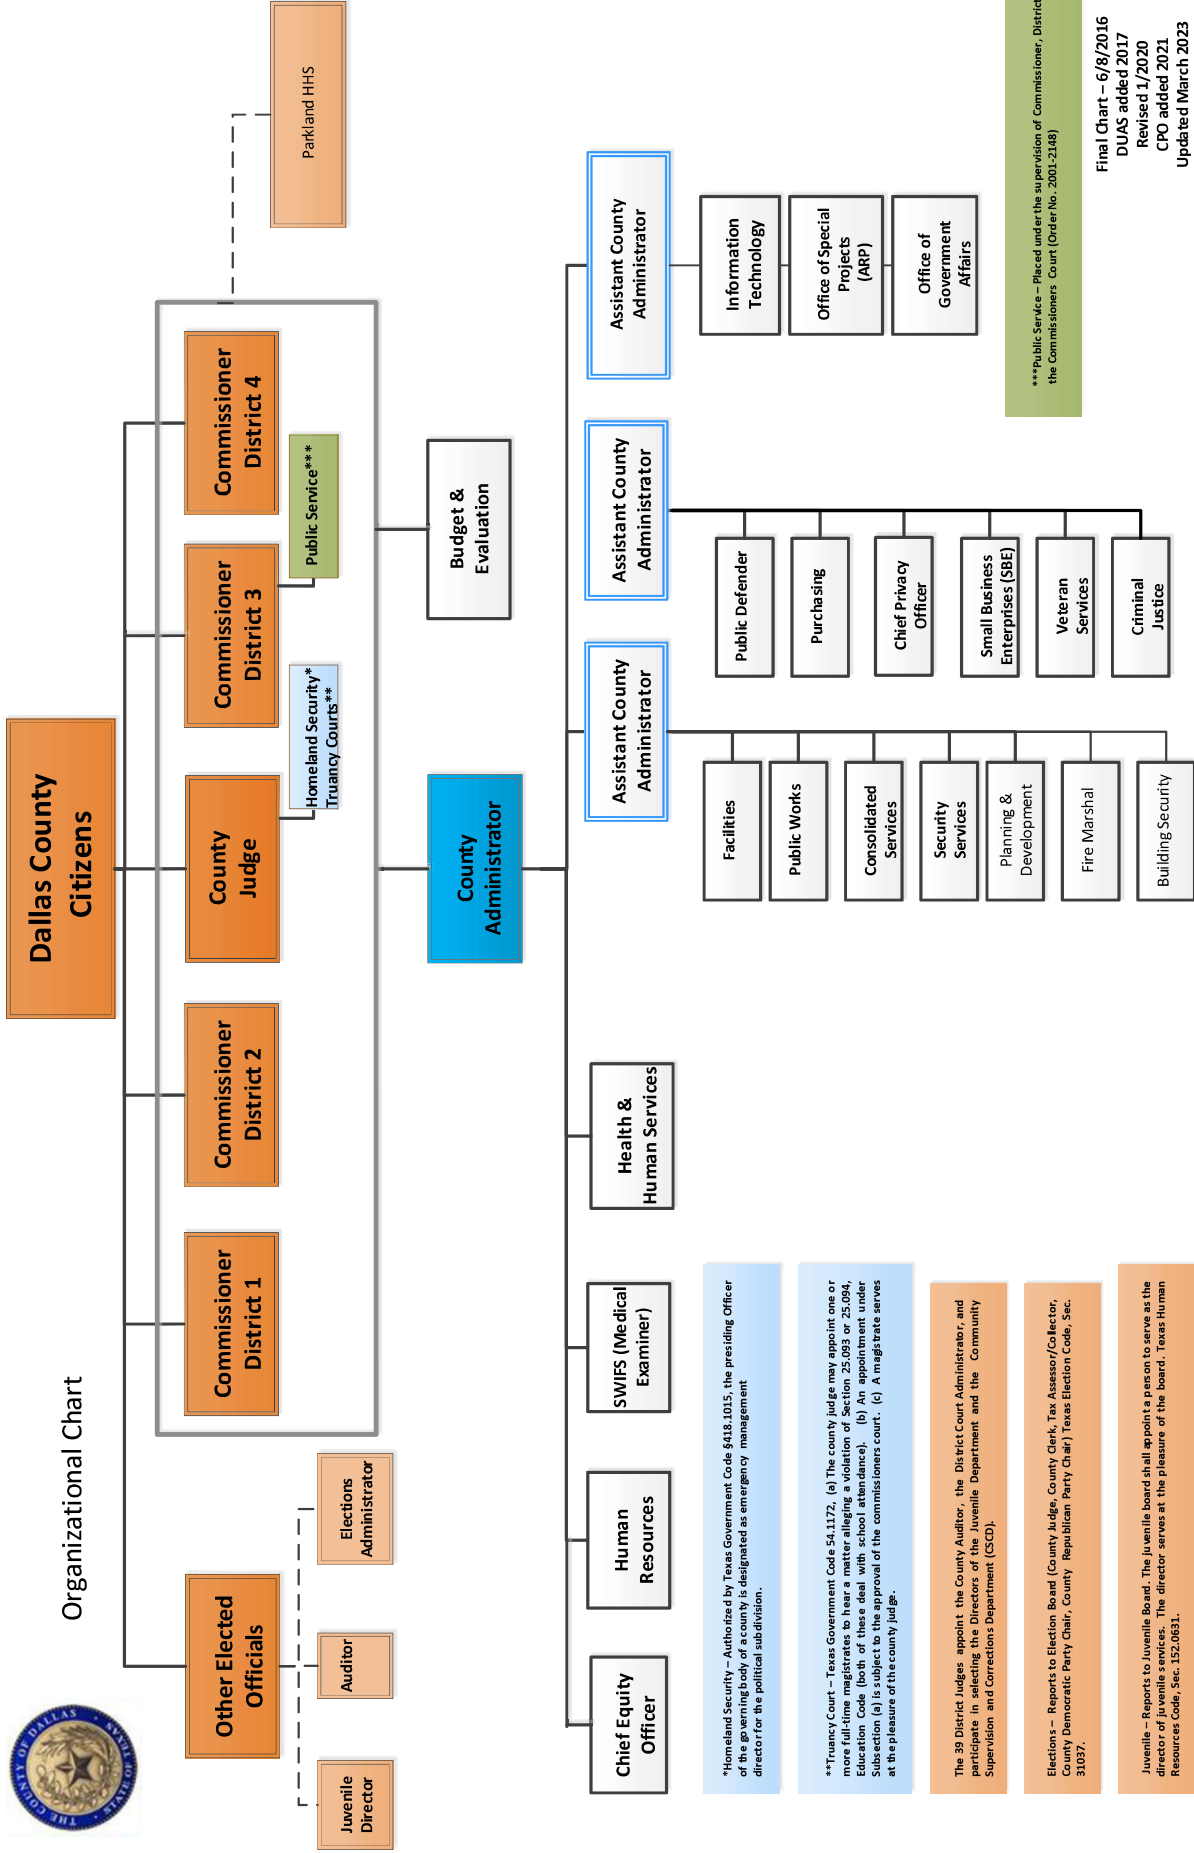 THE COUNTY OF DALLAS
STATE OF TEXAS
Organizational Chart
Dallas County
Citizens
Other Elected
Officials
Juvenile
Director
Auditor
Elections
Administrator
Commissioner
District 1
Commissioner
District 2
County
Judge
Homeland Security*
Truancy Courts**
Commissioner
District 3
Public Service***
Commissioner
District 4
Parkland HHS
County
Administrator
Budget &
Evaluation
Chief Equity
Officer
Human
Resources
SWIFS (Medical
Examiner)
Health &
Human Services
Assistant County
Administrator
Facilities
Public Works
Consolidated
Services
Security
Services
Planning &
Development
Fire Marshal
Building Security
Assistant County
Administrator
Public Defender
Purchasing
Chief Privacy
Officer
Small Business
Enterprises (SBE)
Veteran
Services
Criminal
Justice
Assistant County
Administrator
Information
Technology
Office of Special
Projects
(ARP)
Office of
Government
Affairs
*Homeland Security – Authorized by Texas Government Code §418.1015, the presiding Officer
of the governing body of a county is designated as emergency management
director for the political subdivision.
**Truancy Court – Texas Government Code 54.1172, (a) The county judge may appoint one or
more full-time magistrates to hear a matter alleging a violation of Section 25.093 or 25.094,
Education Code (both of these deal with school attendance). (b) An appointment under
Subsection (a) is subject to the approval of the commissioners court. (c) A magistrate serves
at the pleasure of the county judge.
The 39 District Judges appoint the County Auditor, the District Court Administrator, and
participate in selecting the Directors of the Juvenile Department and the Community
Supervision and Corrections Department (CSCD).
Elections – Reports to Election Board (County Judge, County Clerk, Tax Assessor/Collector,
County Democratic Party Chair, County Republican Party Chair) Texas Election Code, Sec.
31037.
Juvenile – Reports to Juvenile Board. The juvenile board shall appoint a person to serve as the
director of juvenile services. The director serves at the pleasure of the board. Texas Human
Resources Code, Sec. 152.0631.
***Public Service – Placed under the supervision of Commissioner, District
the Commissioners Court (Order No. 2001-2148)
Final Chart – 6/8/2016
DUAS added 2017
Revised 1/2020
CPO added 2021
Updated March 2023